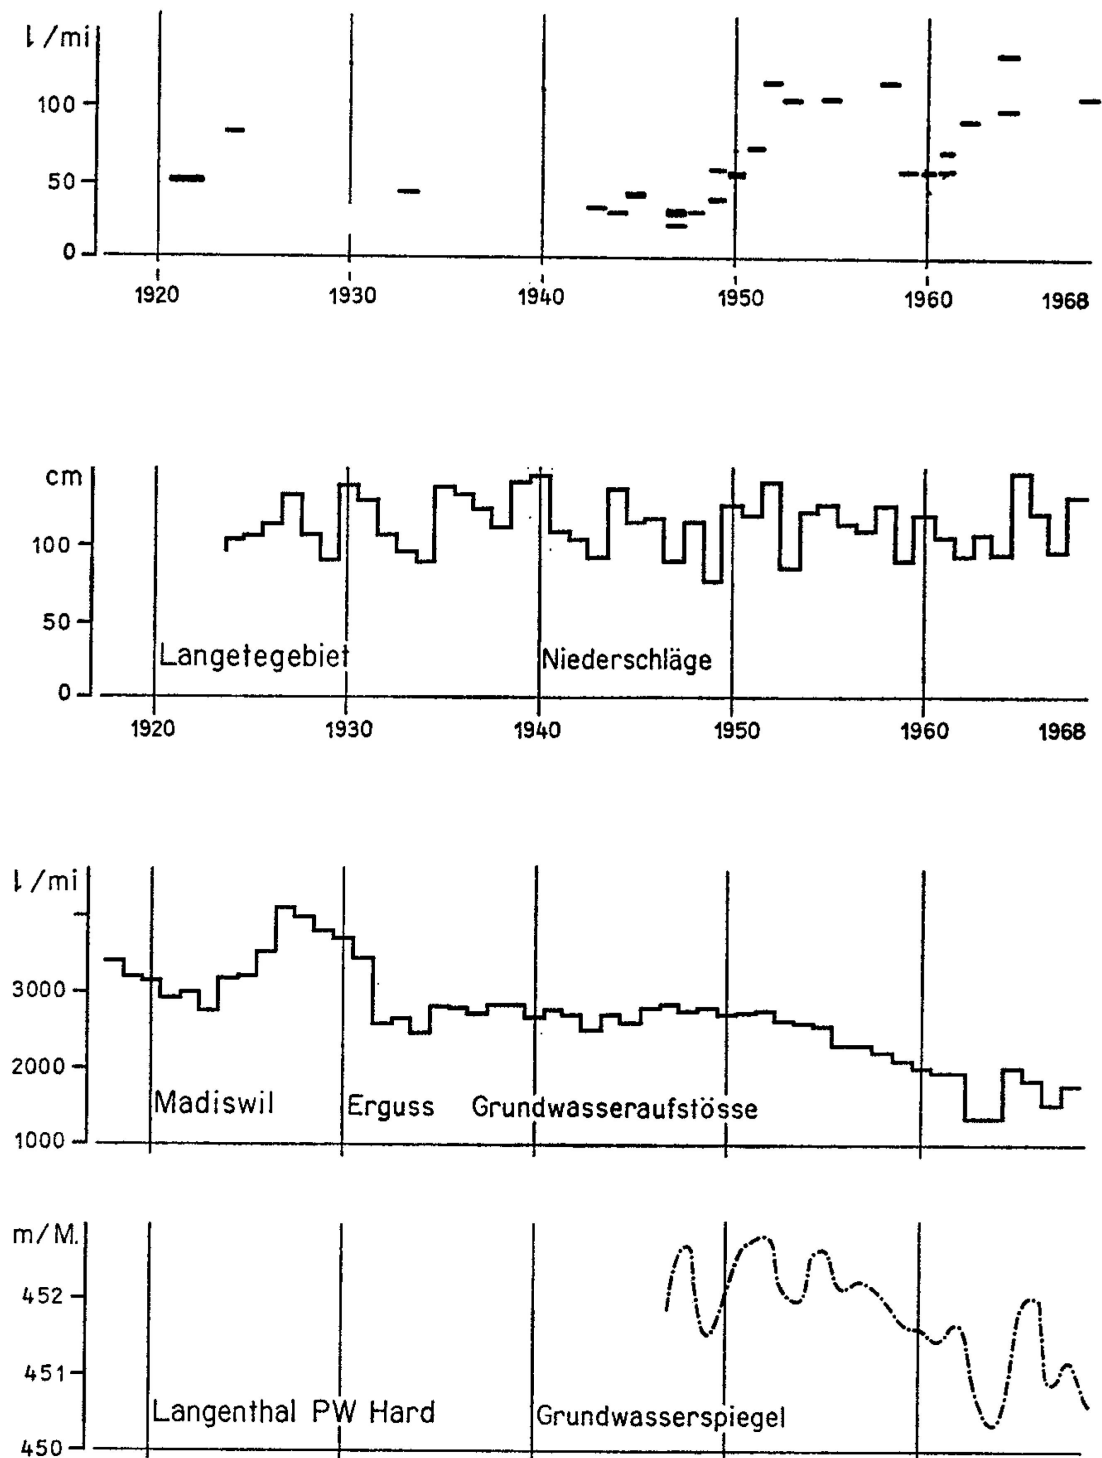 l/mi
100
50
0
1920 1930 1940 1950 1960 1968
cm
100
50
0
Langetegebiet Niederschläge
1920 1930 1940 1950 1960 1968
l/mi
3000
2000
1000
Madiswil Erguss Grundwasseraufstösse
m/M.
452
451
450
Langenthal PW Hard Grundwasserspiegel